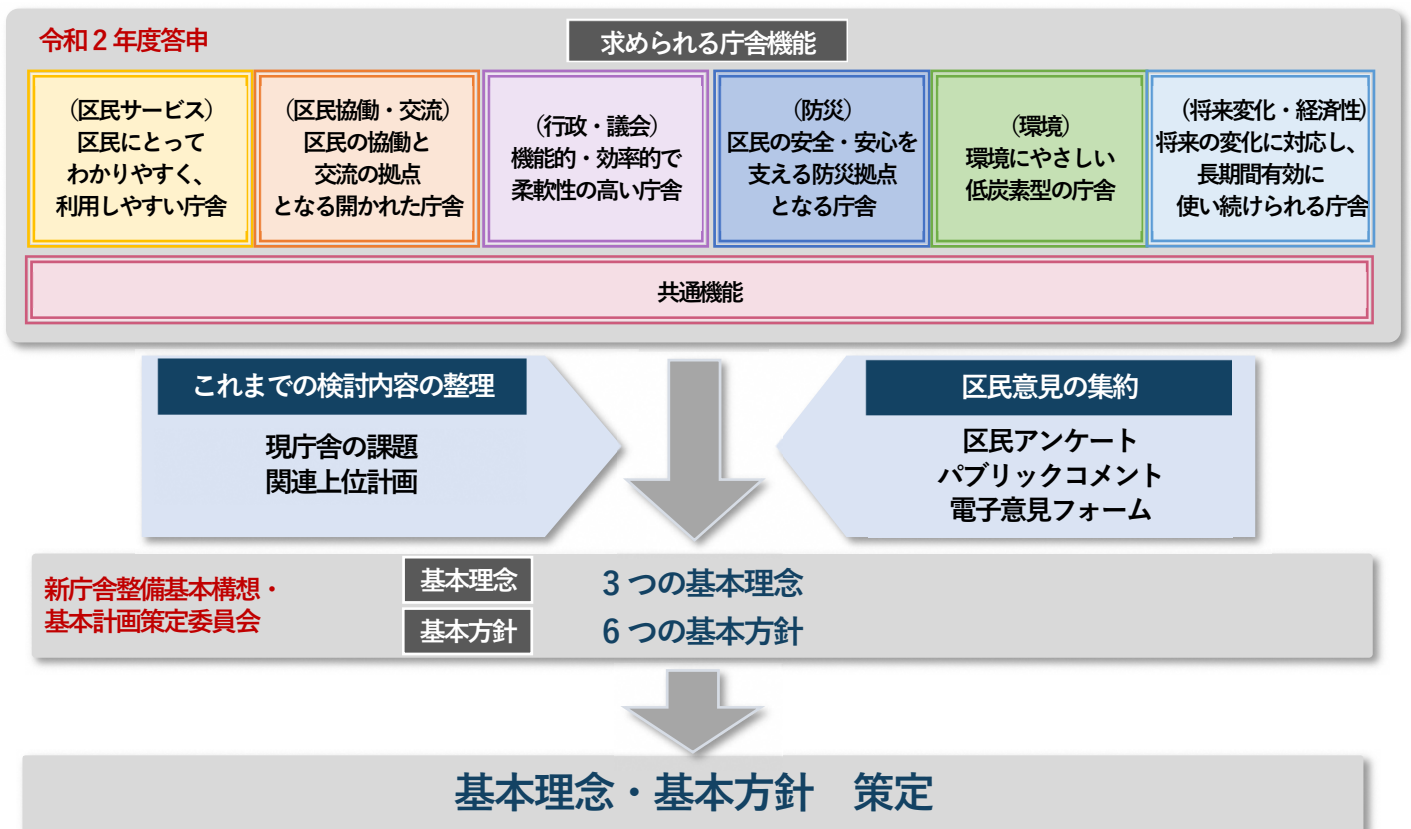 令和2年度答申
求められる庁舎機能
(区民サービス)
区民にとって
わかりやすく、
利用しやすい庁舎
(区民協働・交流)
区民の協働と
交流の拠点
となる開かれた庁舎
(行政・議会)
機能的・効率的で
柔軟性の高い庁舎
(防災)
区民の安全・安心を
支える防災拠点
となる庁舎
(環境)
環境にやさしい
低炭素型の庁舎
(将来変化・経済性)
将来の変化に対応し、
長期間有効に
使い続けられる庁舎
共通機能
これまでの検討内容の整理
現庁舎の課題
関連上位計画
区民意見の集約
区民アンケート
パブリックコメント
電子意見フォーム
新庁舎整備基本構想・
基本計画策定委員会
基本理念 3つの基本理念
基本方針 6つの基本方針
基本理念・基本方針 策定